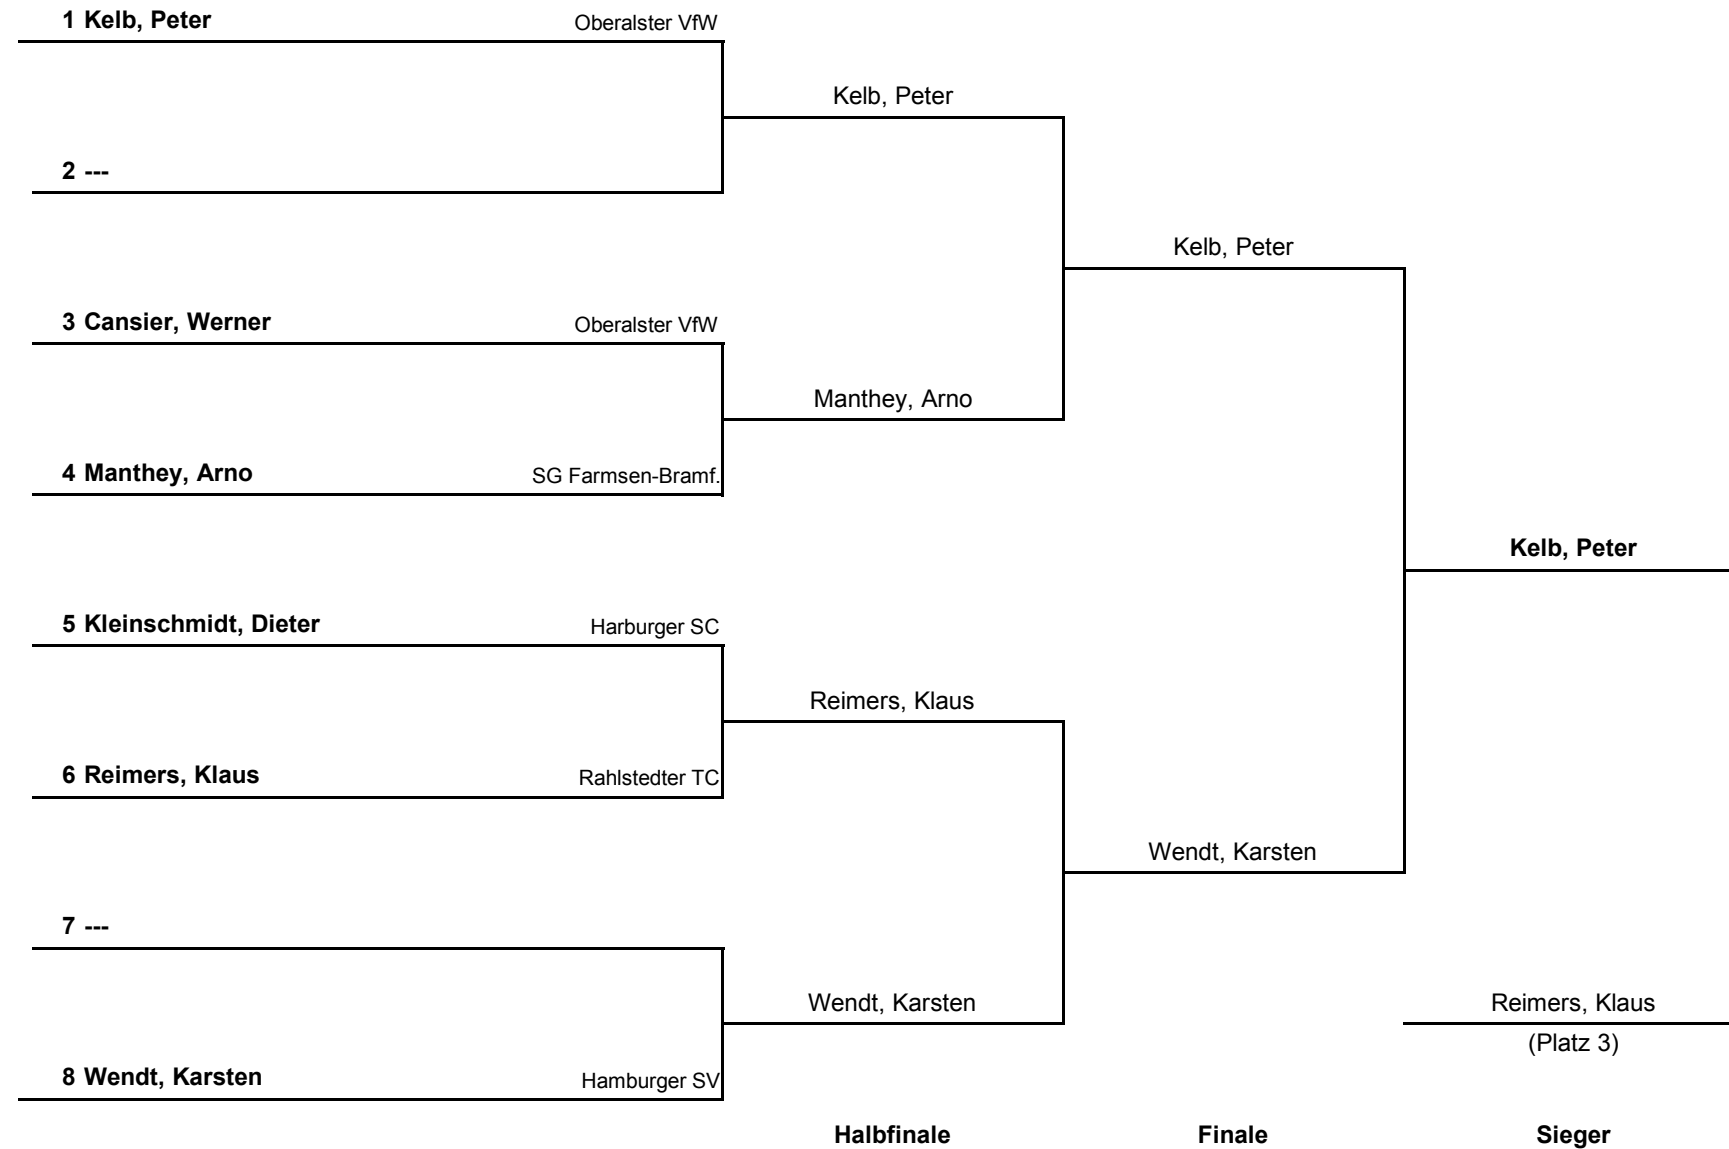 1 Kelb, Peter Oberalster VfW
Kelb, Peter
2 ---
Kelb, Peter
3 Cansier, Werner Oberalster VfW
Manthey, Arno
4 Manthey, Arno SG Farmsen-Bramf.
Kelb, Peter
5 Kleinschmidt, Dieter Harburger SC
Reimers, Klaus
6 Reimers, Klaus Rahlstedter TC
Wendt, Karsten
7 ---
Wendt, Karsten Reimers, Klaus
(Platz 3)
8 Wendt, Karsten Hamburger SV
Halbfinale Finale Sieger